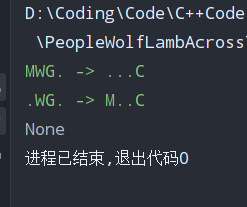 D:\Coding\Code\C++Code
\PeopleWolfLambAcross
MWG. -> ...C
.WG. -> M..C
None
进程已结束,退出代码0